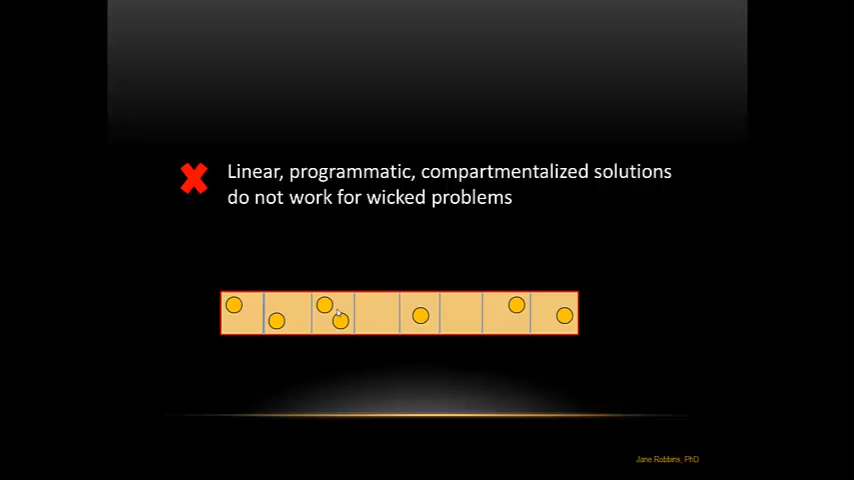 Linear, programmatic, compartmentalized solutions
do not work for wicked problems
Jane Robbins, PhD